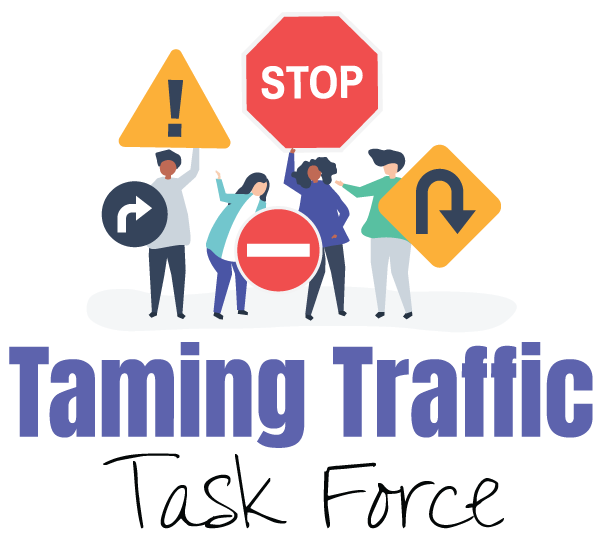 !
STOP
Taming Traffic
Task Force